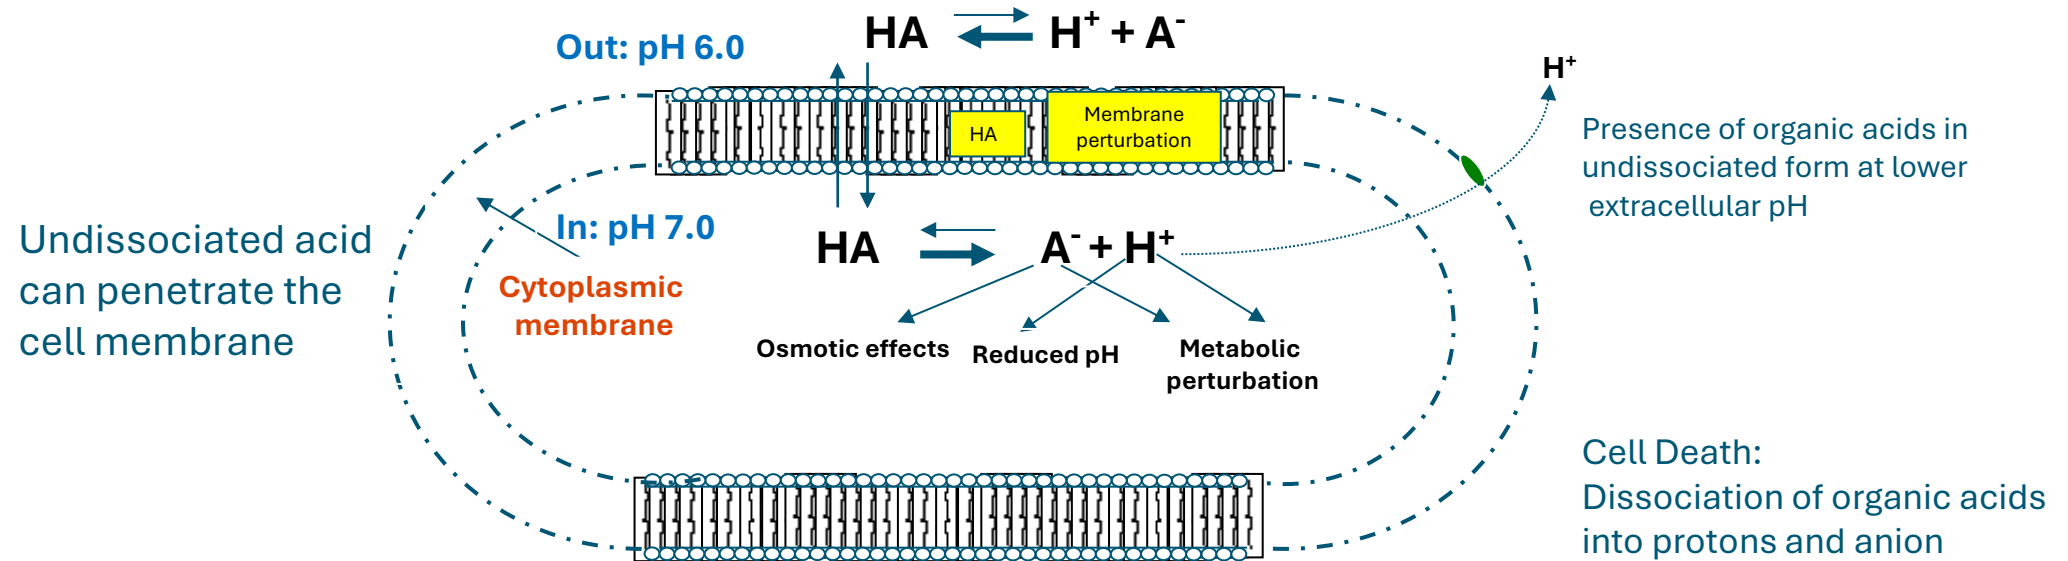 HA H⁺ + A⁻
Out: pH 6.0
H⁺
HA
Membrane
perturbation
Presence of organic acids in
undissociated form at lower
extracellular pH
In: pH 7.0
HA A⁻ + H⁺
Undissociated acid
can penetrate the
cell membrane
Cytoplasmic
membrane
Osmotic effects
Reduced pH
Metabolic
perturbation
Cell Death:
Dissociation of organic acids
into protons and anion